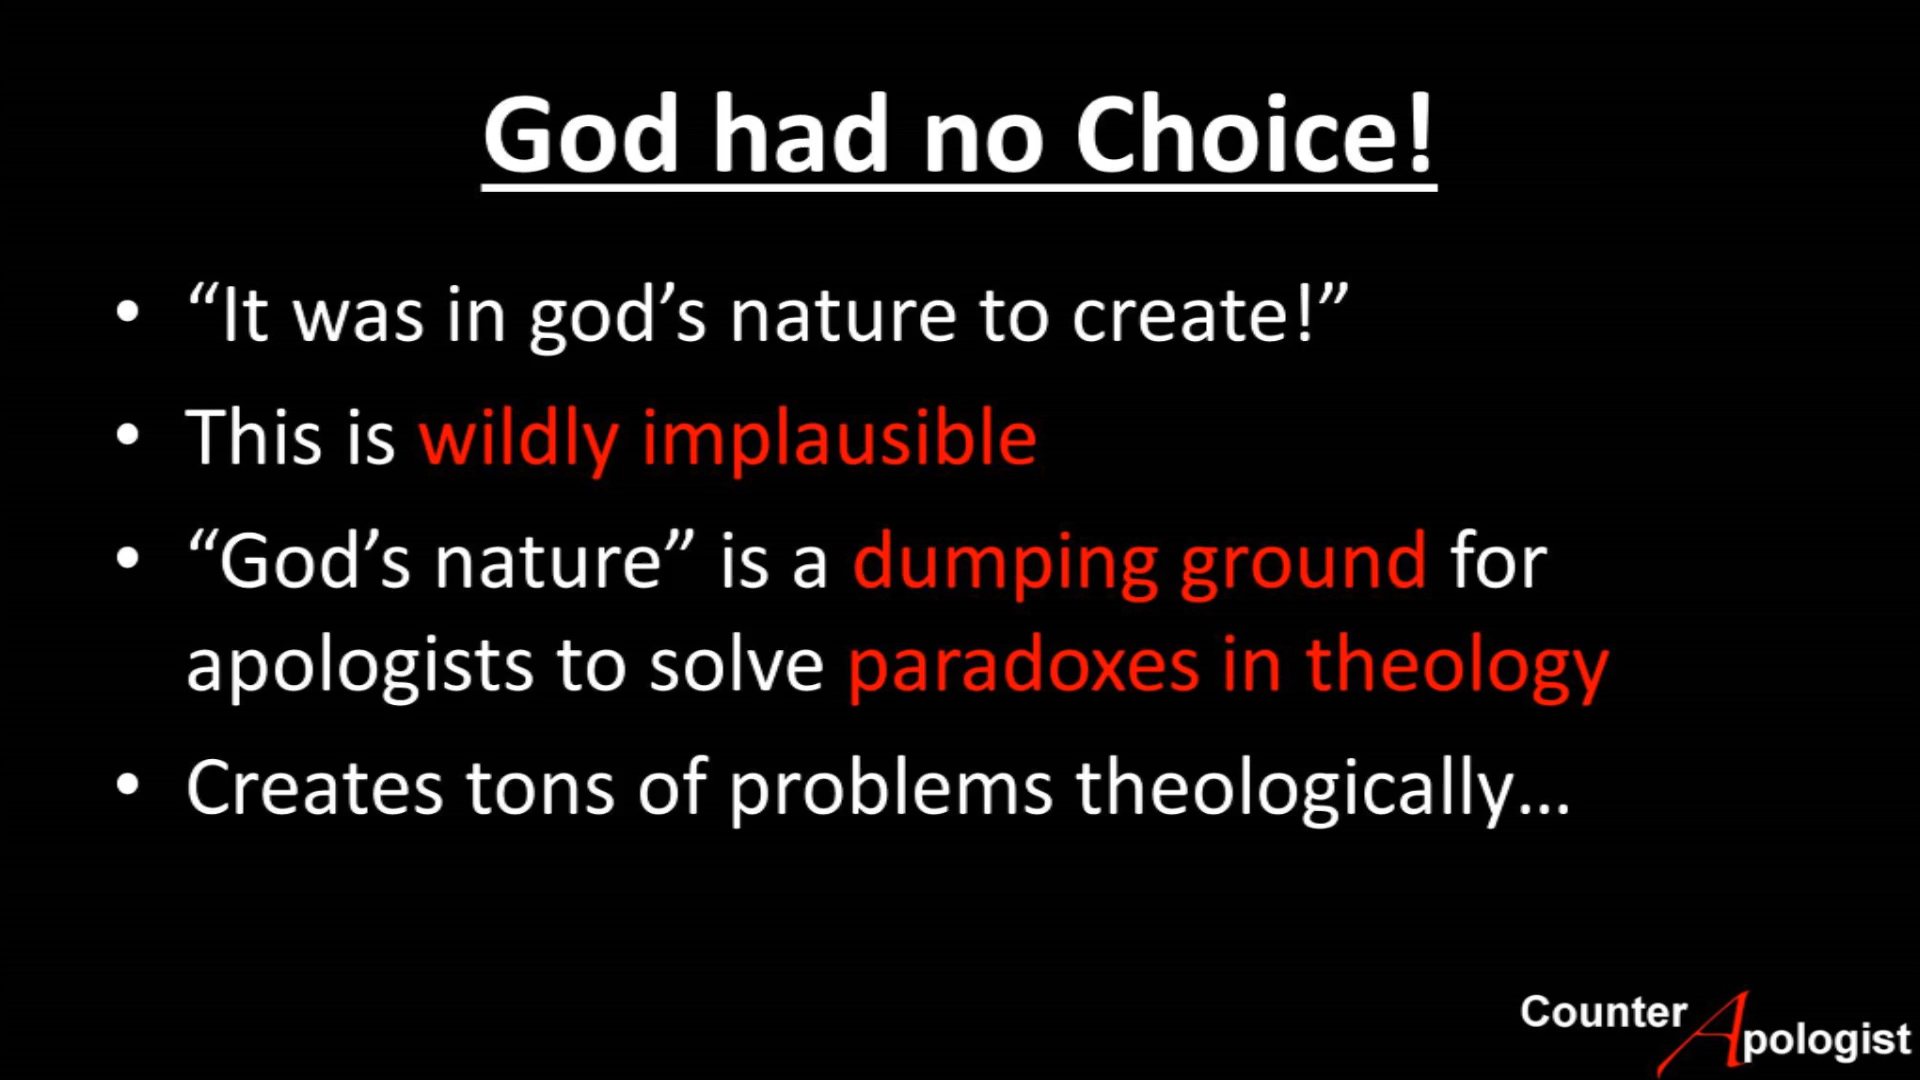 God had no Choice!
• “It was in god’s nature to create!”
• This is wildly implausible
• “God’s nature” is a dumping ground for
apologists to solve paradoxes in theology
• Creates tons of problems theologically…
Counter
Apologist